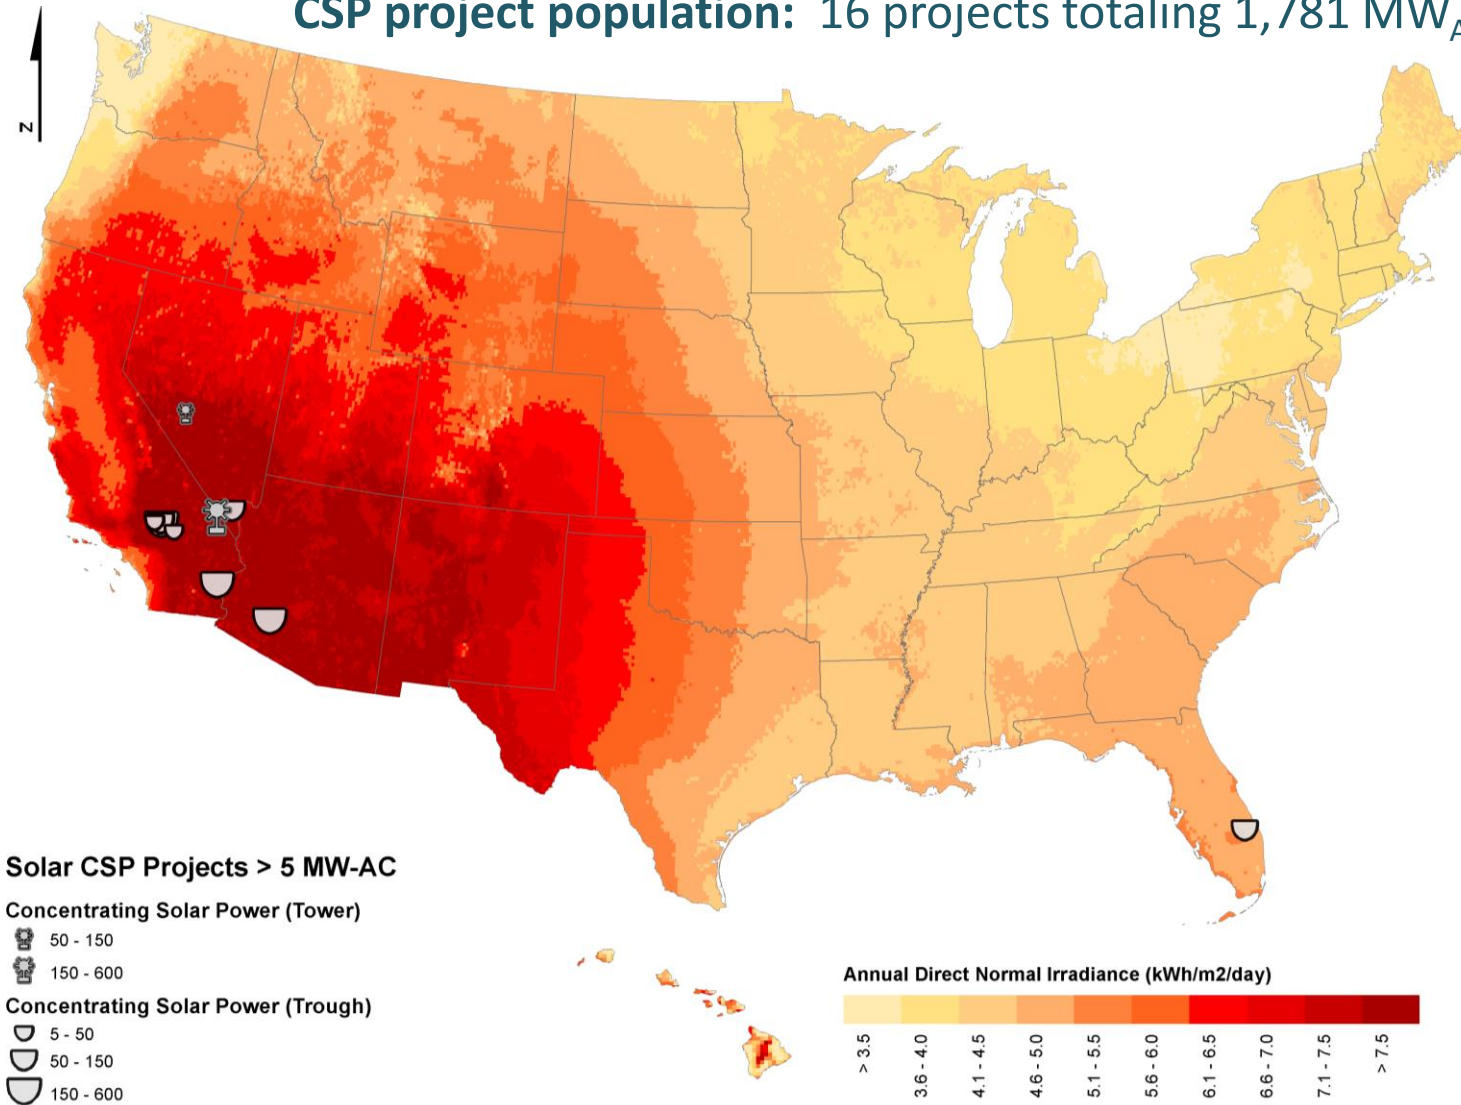 CSP project population: 16 projects totaling 1,781 MWA
N
Solar CSP Projects > 5 MW-AC
Concentrating Solar Power (Tower)
50 - 150
150 - 600
Concentrating Solar Power (Trough)
5 - 50
50 - 150
150 - 600
Annual Direct Normal Irradiance (kWh/m2/day)
> 3.5
3.6 - 4.0
4.1 - 4.5
4.6 - 5.0
5.1 - 5.5
5.6 - 6.0
6.1 - 6.5
6.6 - 7.0
7.1 - 7.5
> 7.5